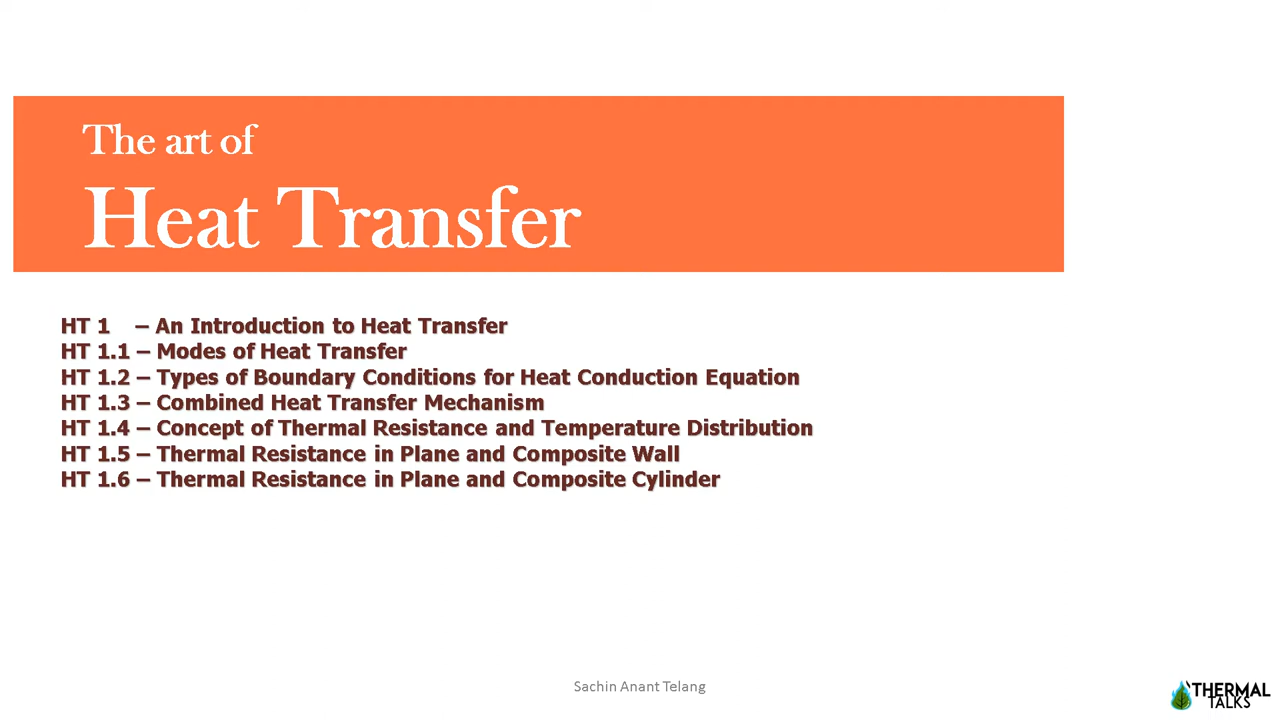 The art of
Heat Transfer
HT 1 – An Introduction to Heat Transfer
HT 1.1 – Modes of Heat Transfer
HT 1.2 – Types of Boundary Conditions for Heat Conduction Equation
HT 1.3 – Combined Heat Transfer Mechanism
HT 1.4 – Concept of Thermal Resistance and Temperature Distribution
HT 1.5 – Thermal Resistance in Plane and Composite Wall
HT 1.6 – Thermal Resistance in Plane and Composite Cylinder
Sachin Anant Telang
THERMAL
TALKS